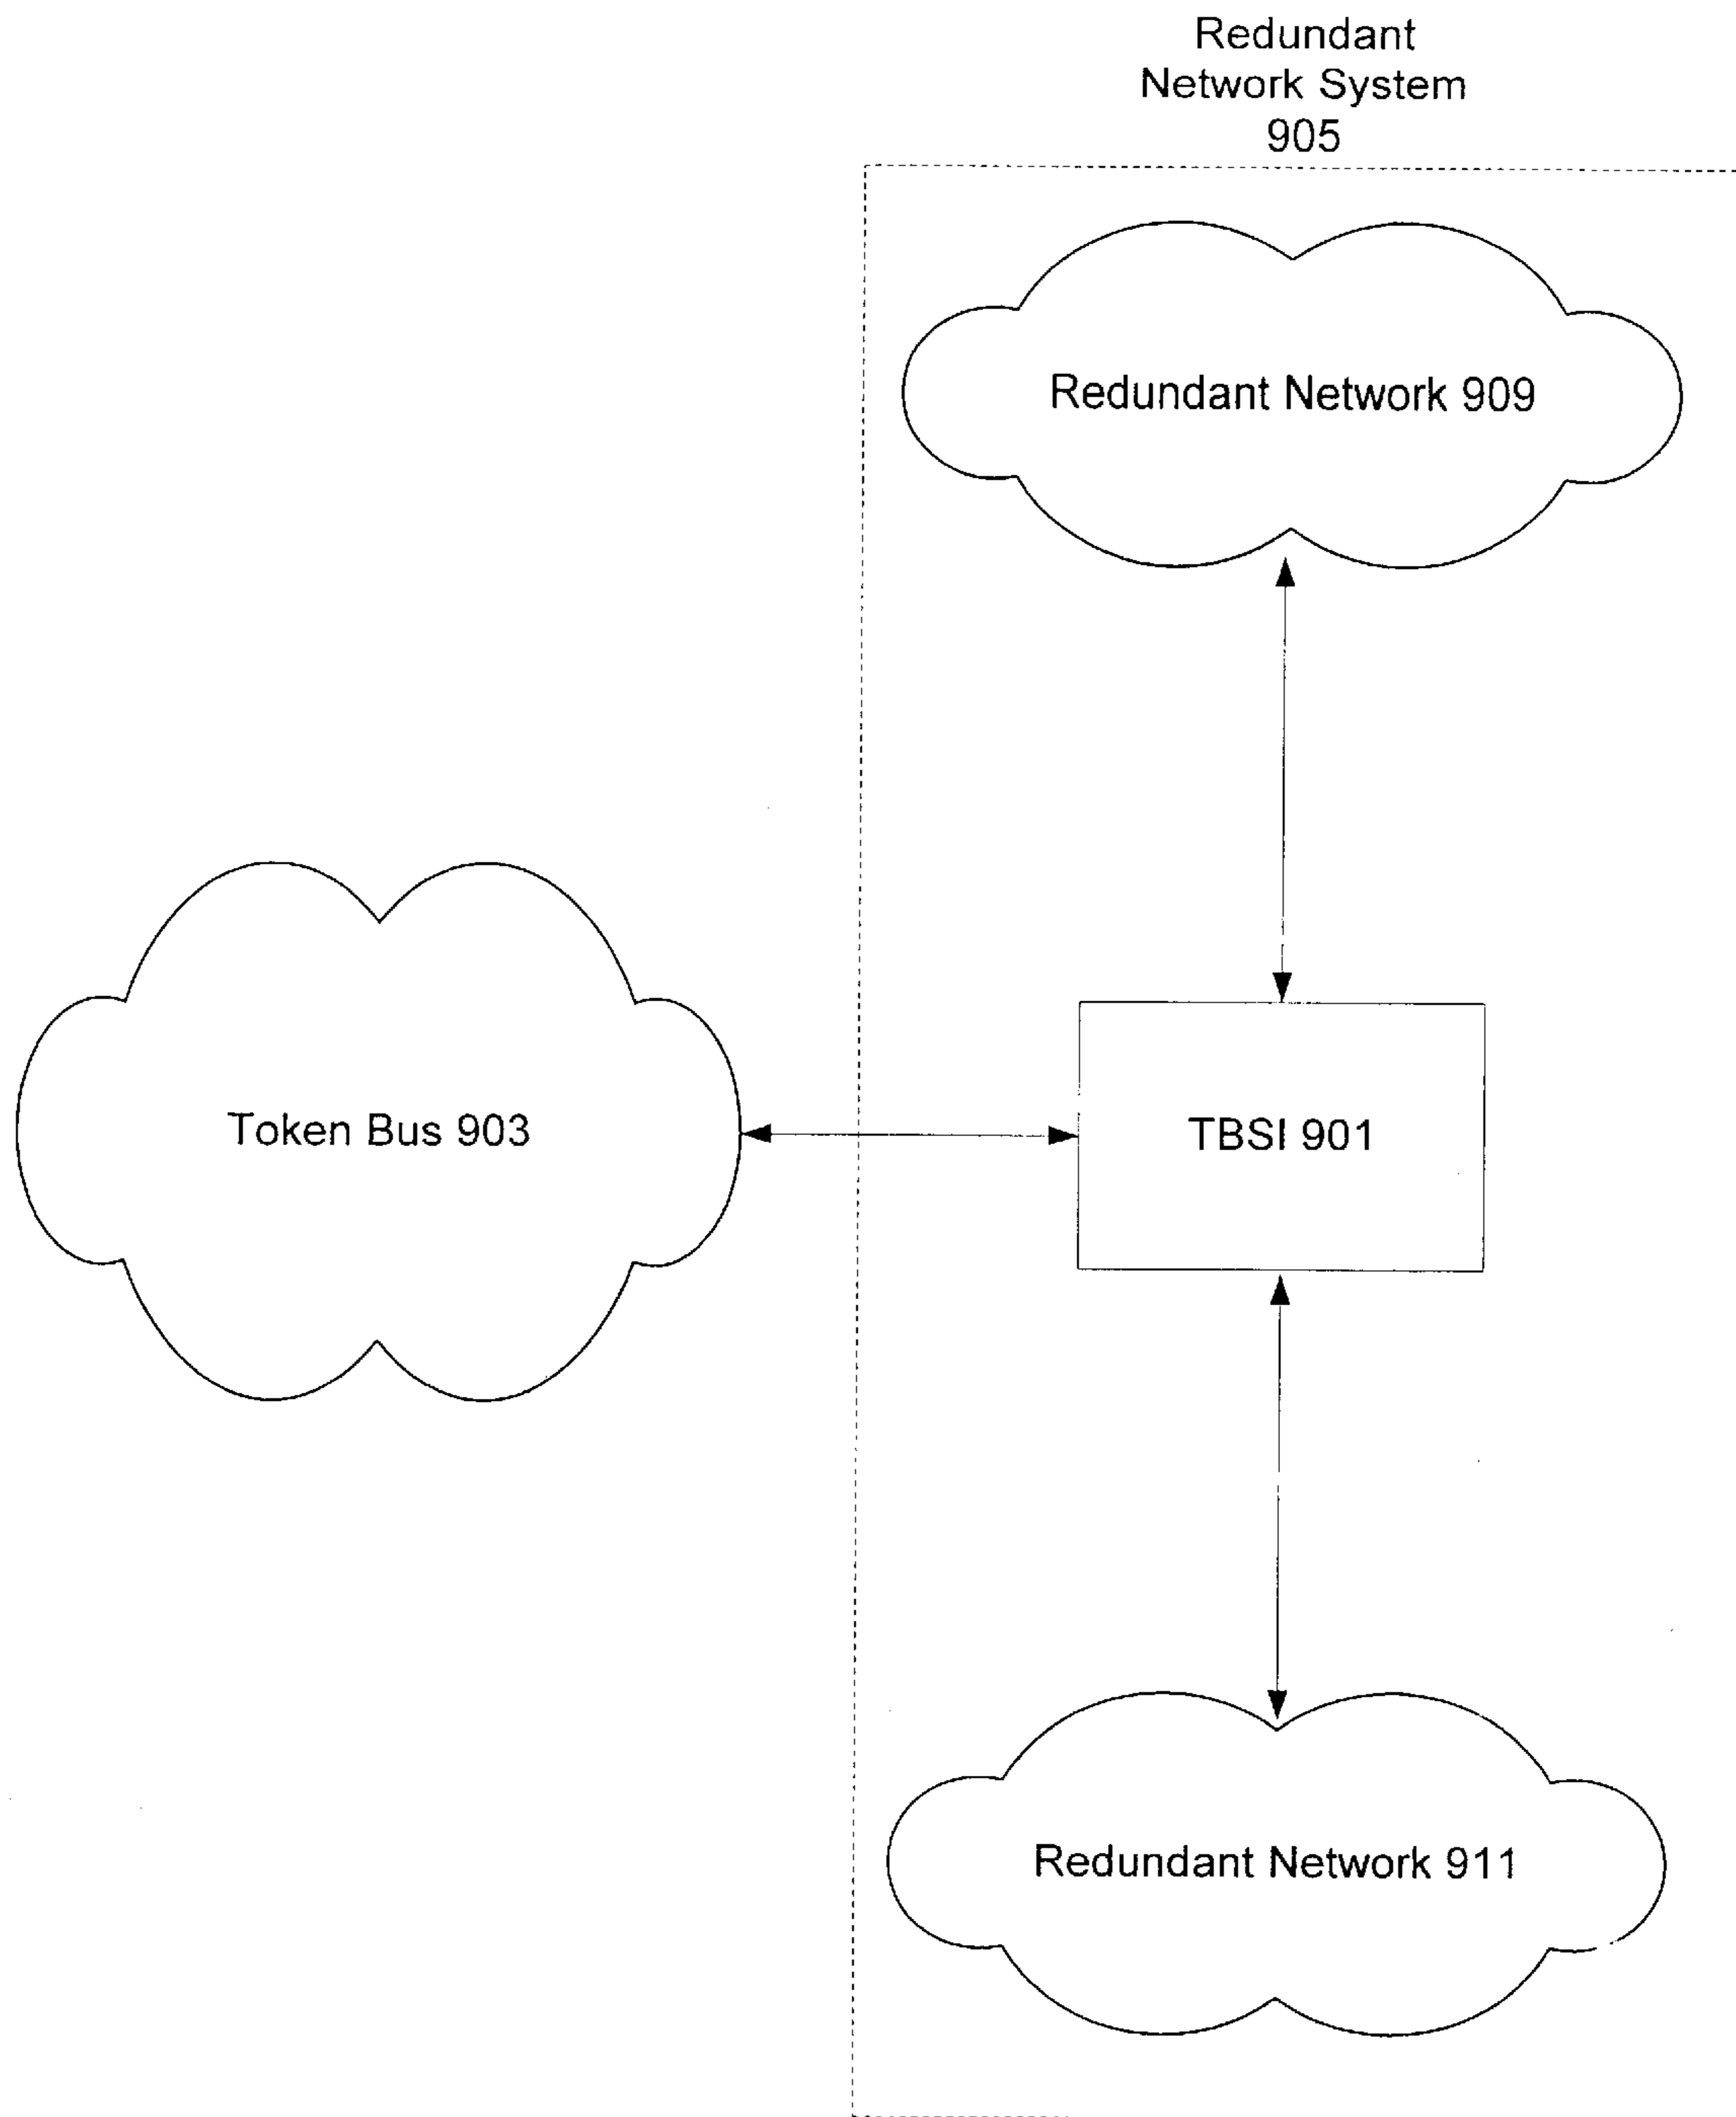 Redundant
Network System
905
Redundant Network 909
Token Bus 903
TBSI 901
Redundant Network 911